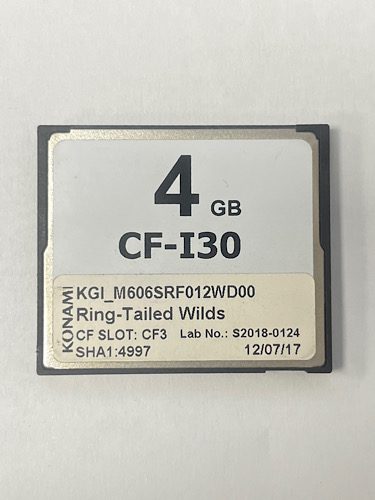 4 GB
CF-I30
KONAMI
KGI_M606SRF012WD00
Ring-Tailed Wilds
CF SLOT: CF3 Lab No.: S2018-0124
SHA1:4997 12/07/17